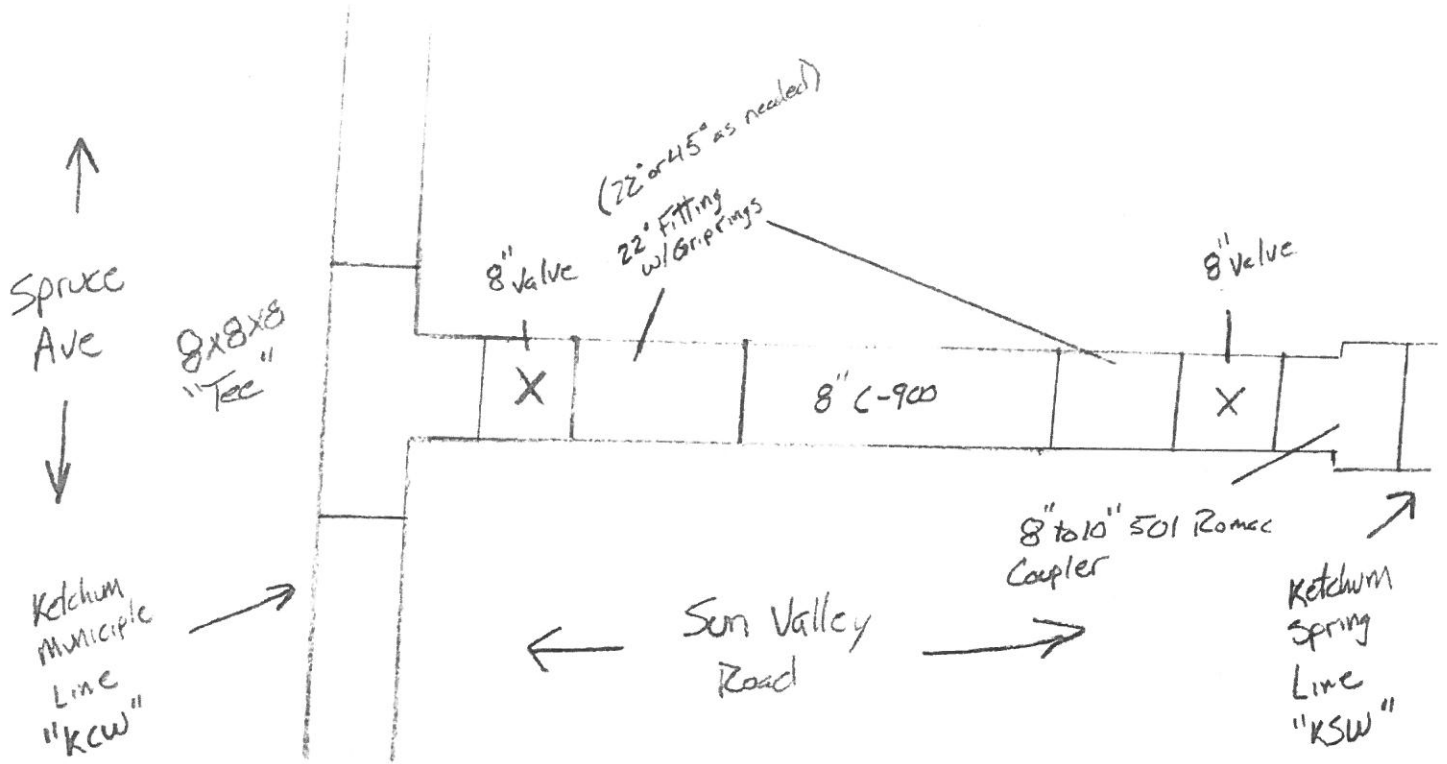 (22° or 45° as needed)
22° Fitting
w/ Griprings
8" valve
8" valve
Spruce
Ave
8x8x8
"Tee"
X
8" C-900
X
8" to 10" 501 Romac
Coupler
Ketchum
Municiple
Line
"KCW"
Sun Valley
Road
Ketchum
Spring
Line
"KSW"